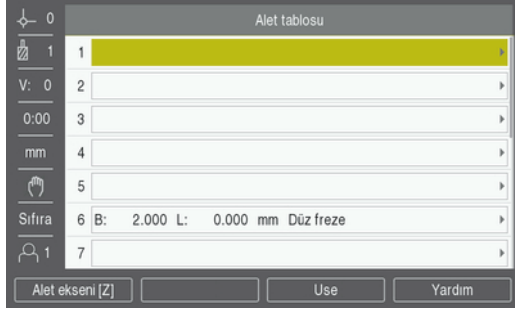 0
Alet tablosu
1
1
V: 0
2
0:00
3
mm
4
5
Sıfıra
6 B: 2.000 L: 0.000 mm Düz freze
1
7
Alet ekseni [Z]
Use
Yardım